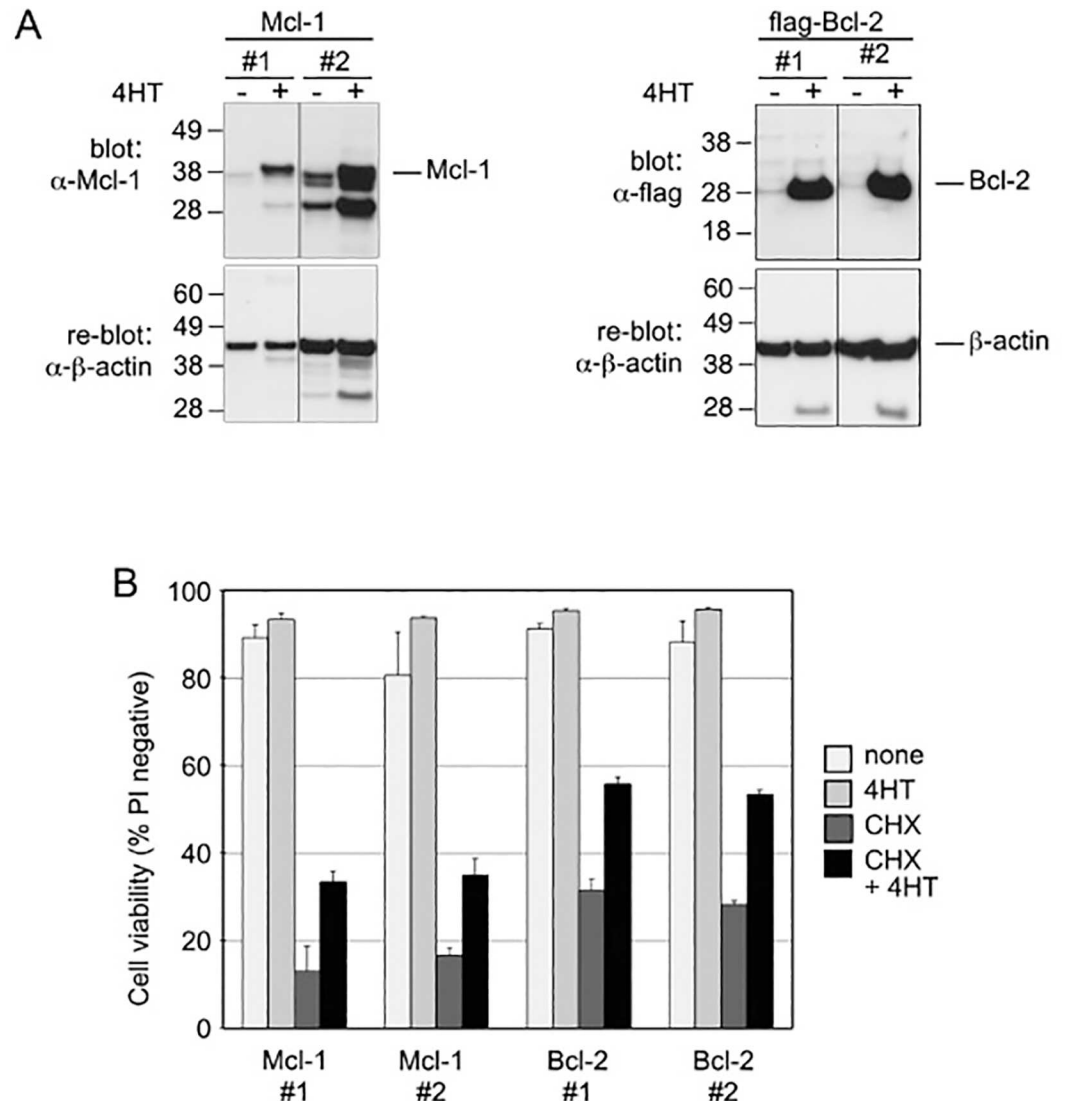 A
Mcl-1
#1 #2
4HT - + - +
blot:
α-Mcl-1
49
38
28
Mcl-1
re-blot:
α-β-actin
60
49
38
28
flag-Bcl-2
#1 #2
4HT - + - +
blot:
α-flag
38
28
18
Bcl-2
re-blot:
α-β-actin
60
49
38
28
β-actin
B
Cell viability (% PI negative)
100
80
60
40
20
0
Mcl-1
#1
Mcl-1
#2
Bcl-2
#1
Bcl-2
#2
none
4HT
CHX
CHX
+ 4HT